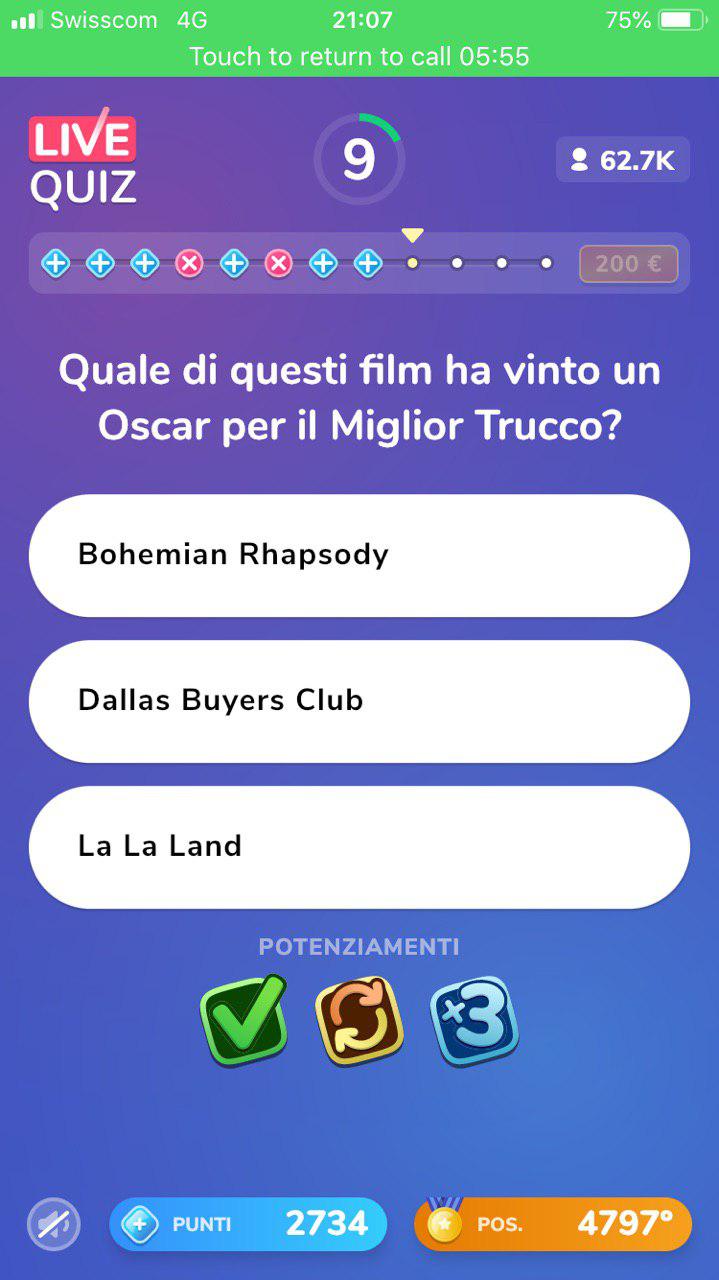 Swisscom 4G 21:07 75%
Touch to return to call 05:55
LIVE
QUIZ
9
62.7K
200 €
Quale di questi film ha vinto un
Oscar per il Miglior Trucco?
Bohemian Rhapsody
Dallas Buyers Club
La La Land
POTENZIAMENTI
×3
PUNTI 2734
POS. 4797º